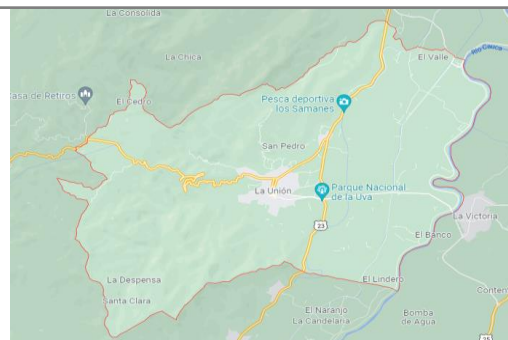 La Consolida
La Chica
Río Cauca
El Valle
asa de Retiros
El Cedro
Pesca deportiva
los Samanes
San Pedro
La Unión
Parque Nacional
de la Uva
La Victoria
23
El Banco
La Despensa
El Lindero
Santa Clara
El Naranjo
La Candelaria
Bomba
de Agua
Conterr
25